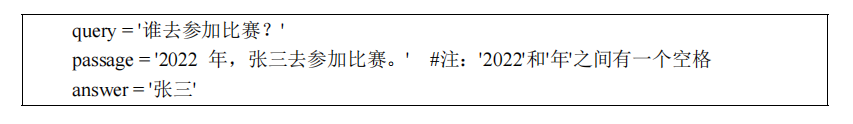 query = '谁去参加比赛？'
passage = '2022 年，张三去参加比赛。' #注：'2022'和'年'之间有一个空格
answer = '张三'